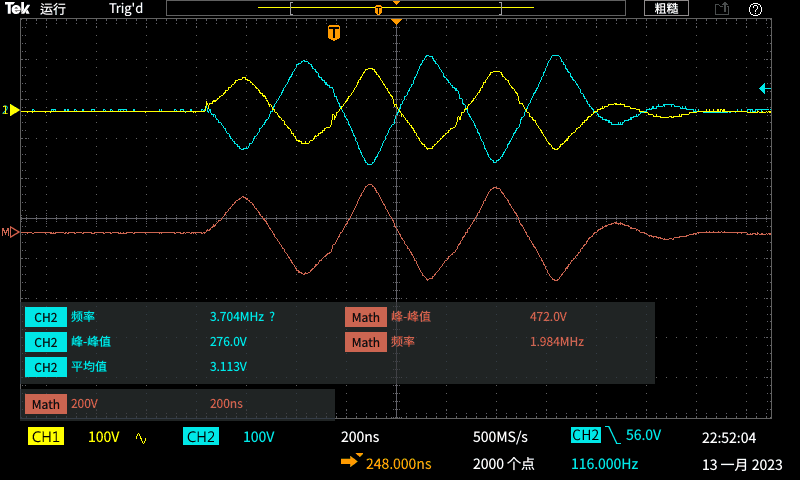 Tek 运行 Trig'd T 粗糙 ?
T
2
M
CH2 频率 3.704MHz ? Math 峰-峰值 472.0V
CH2 峰-峰值 276.0V Math 频率 1.984MHz
CH2 平均值 3.113V
Math 200V 200ns
CH1 100V CH2 100V 200ns 500MS/s CH2 56.0V 22:52:04
248.000ns 2000 个点 116.000Hz 13 一月 2023